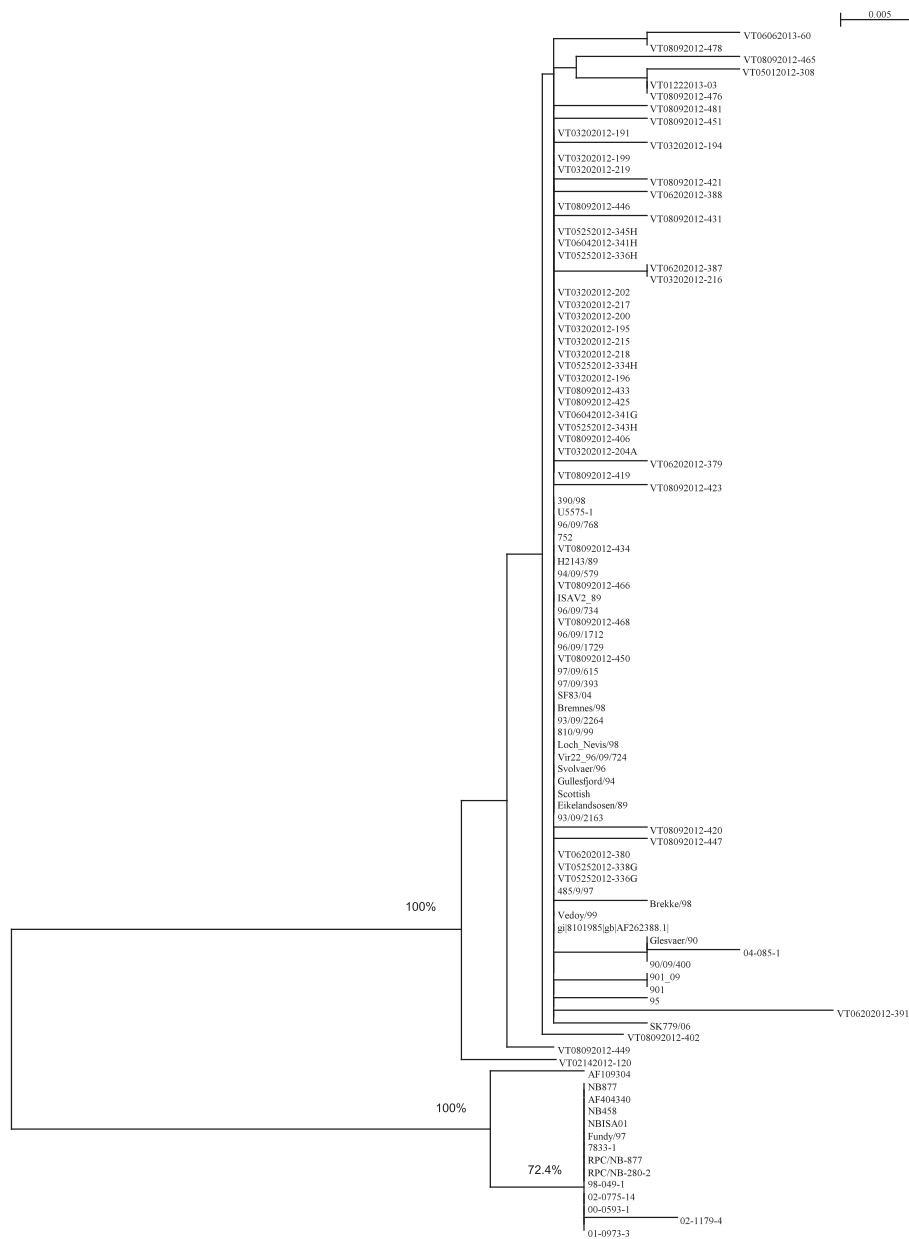 0.005
VT06062013-60
VT08092012-478
VT08092012-465
VT05012012-308
VT01222013-03
VT08092012-476
VT08092012-481
VT08092012-451
VT03202012-191
VT03202012-194
VT03202012-199
VT03202012-219
VT08092012-421
VT06202012-388
VT08092012-446
VT08092012-431
VT05252012-345H
VT06042012-341H
VT05252012-336H
VT06202012-387
VT03202012-216
VT03202012-202
VT03202012-217
VT03202012-200
VT03202012-195
VT03202012-215
VT03202012-218
VT05252012-334H
VT03202012-196
VT08092012-433
VT08092012-425
VT06042012-341G
VT05252012-343H
VT08092012-406
VT03202012-204A
VT06202012-379
VT08092012-419
VT08092012-423
390/98
U5575-1
96/09/768
752
VT08092012-434
H2143/89
94/09/579
VT08092012-466
ISAV2_89
96/09/734
VT08092012-468
96/09/1712
96/09/1729
VT08092012-450
97/09/615
97/09/393
SF83/04
Bremnes/98
93/09/2264
810/9/99
Loch_Nevis/98
Vir22_96/09/724
Svolvaer/96
Gullesfjord/94
Scottish
Eikelandsosen/89
93/09/2163
VT08092012-420
VT08092012-447
VT06202012-380
VT05252012-338G
VT05252012-336G
485/9/97
Brekke/98
100%
Vedoy/99
gi|8101985|gb|AF262388.1|
Glesvaer/90
04-085-1
90/09/400
901_09
901
95
VT06202012-391
SK779/06
VT08092012-402
VT08092012-449
VT02142012-120
AF109304
NB877
AF404340
100%
NB458
NBISA01
Fundy/97
7833-1
RPC/NB-877
72.4%
RPC/NB-280-2
98-049-1
02-0775-14
00-0593-1
02-1179-4
01-0973-3